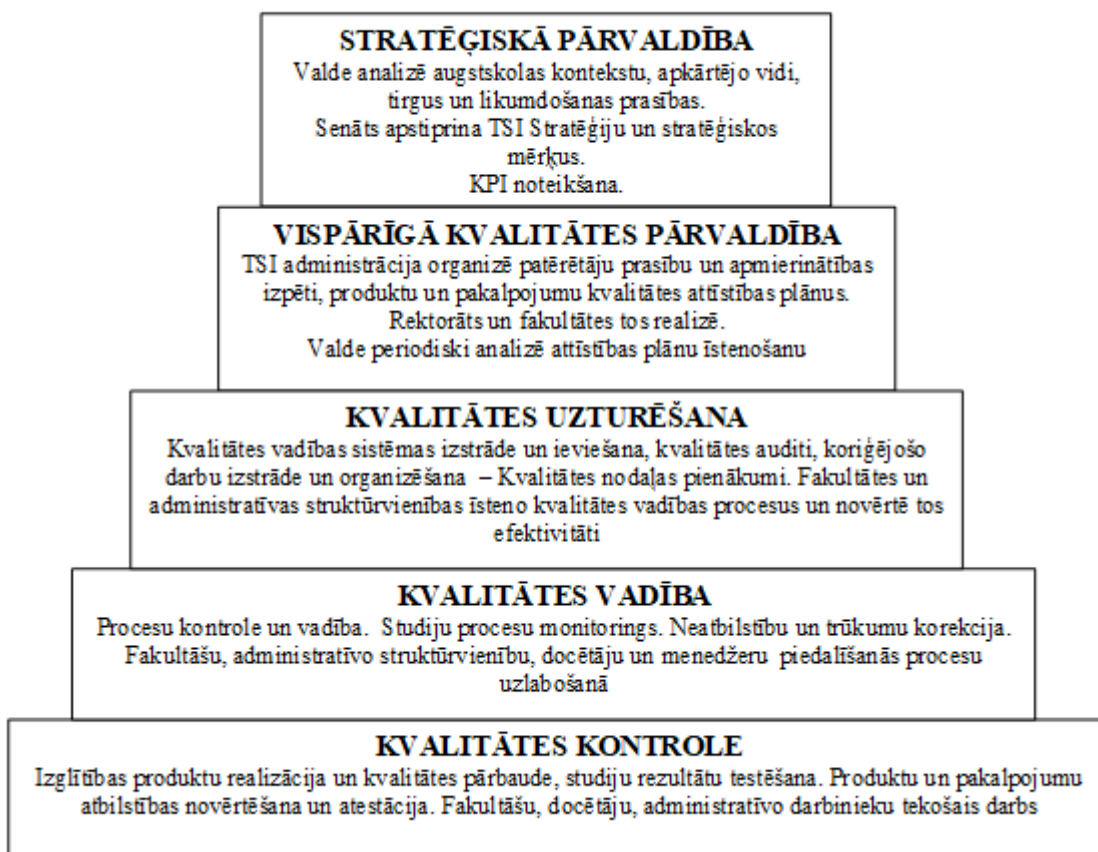 STRATĒĢISKĀ PĀRVALDĪBA
Valde analizē augstskolas kontekstu, apkārtējo vidi,
tirgus un likumdošanas prasības.
Senāts apstiprina TSI Stratēģiju un stratēģiskos
mērķus.
KPI noteikšana.
VISPĀRĪGĀ KVALITĀTES PĀRVALDĪBA
TSI administrācija organizē patērētāju prasību un apmierinātības
izpēti, produktu un pakalpojumu kvalitātes attīstības plānus.
Rektorāts un fakultātes tos realizē.
Valde periodiski analizē attīstības plānu īstenošanu
KVALITĀTES UZTURĒŠANA
Kvalitātes vadības sistēmas izstrāde un ieviešana, kvalitātes auditi, koriģējošo
darbu izstrāde un organizēšana – Kvalitātes nodaļas pienākumi. Fakultātes un
administratīvas struktūrvienības īsteno kvalitātes vadības procesus un novērtē tos
efektivitāti
KVALITĀTES VADĪBA
Procesu kontrole un vadība. Studiju procesu monitorings. Neatbilstību un trūkumu korekcija.
Fakultāšu, administratīvo struktūrvienību, docētāju un menedžeru piedalīšanās procesu
uzlabošanā
KVALITĀTES KONTROLE
Izglītības produktu realizācija un kvalitātes pārbaude, studiju rezultātu testēšana. Produktu un pakalpojumu
atbilstības novērtēšana un atestācija. Fakultāšu, docētāju, administratīvo darbinieku tekošais darbs